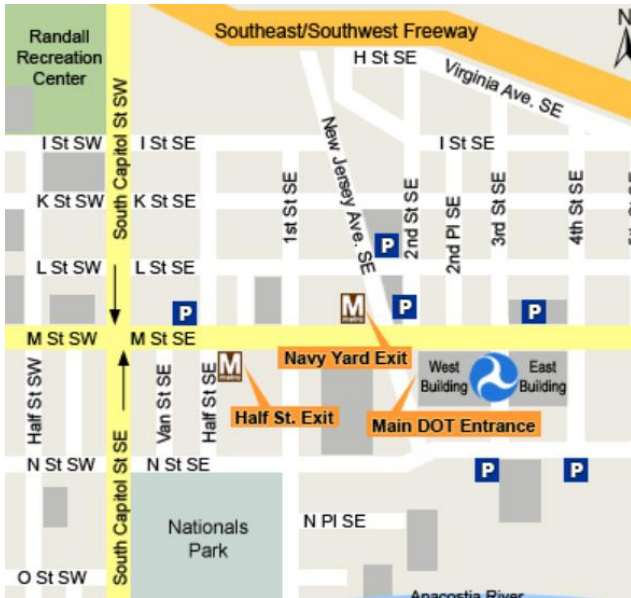 Southeast/Southwest Freeway
N
Randall
Recreation
Center
South Capitol St SW
H St SE
Virginia Ave. SE
I St SW
I St SE
I St SE
New Jersey Ave. SE
K St SW
K St SE
1st St SE
2nd St SE
2nd Pl SE
3rd St SE
4th St SE
P
L St SW
L St SE
P
M
metro
P
P
M St SW
M St SE
Navy Yard Exit
M
metro
Half St. Exit
West
Building
East
Building
Main DOT Entrance
Half St SW
Van St SE
Half St SE
South Capitol St SE
N St SW
N St SE
P
P
Nationals
Park
N Pl SE
O St SW
Anacostia River